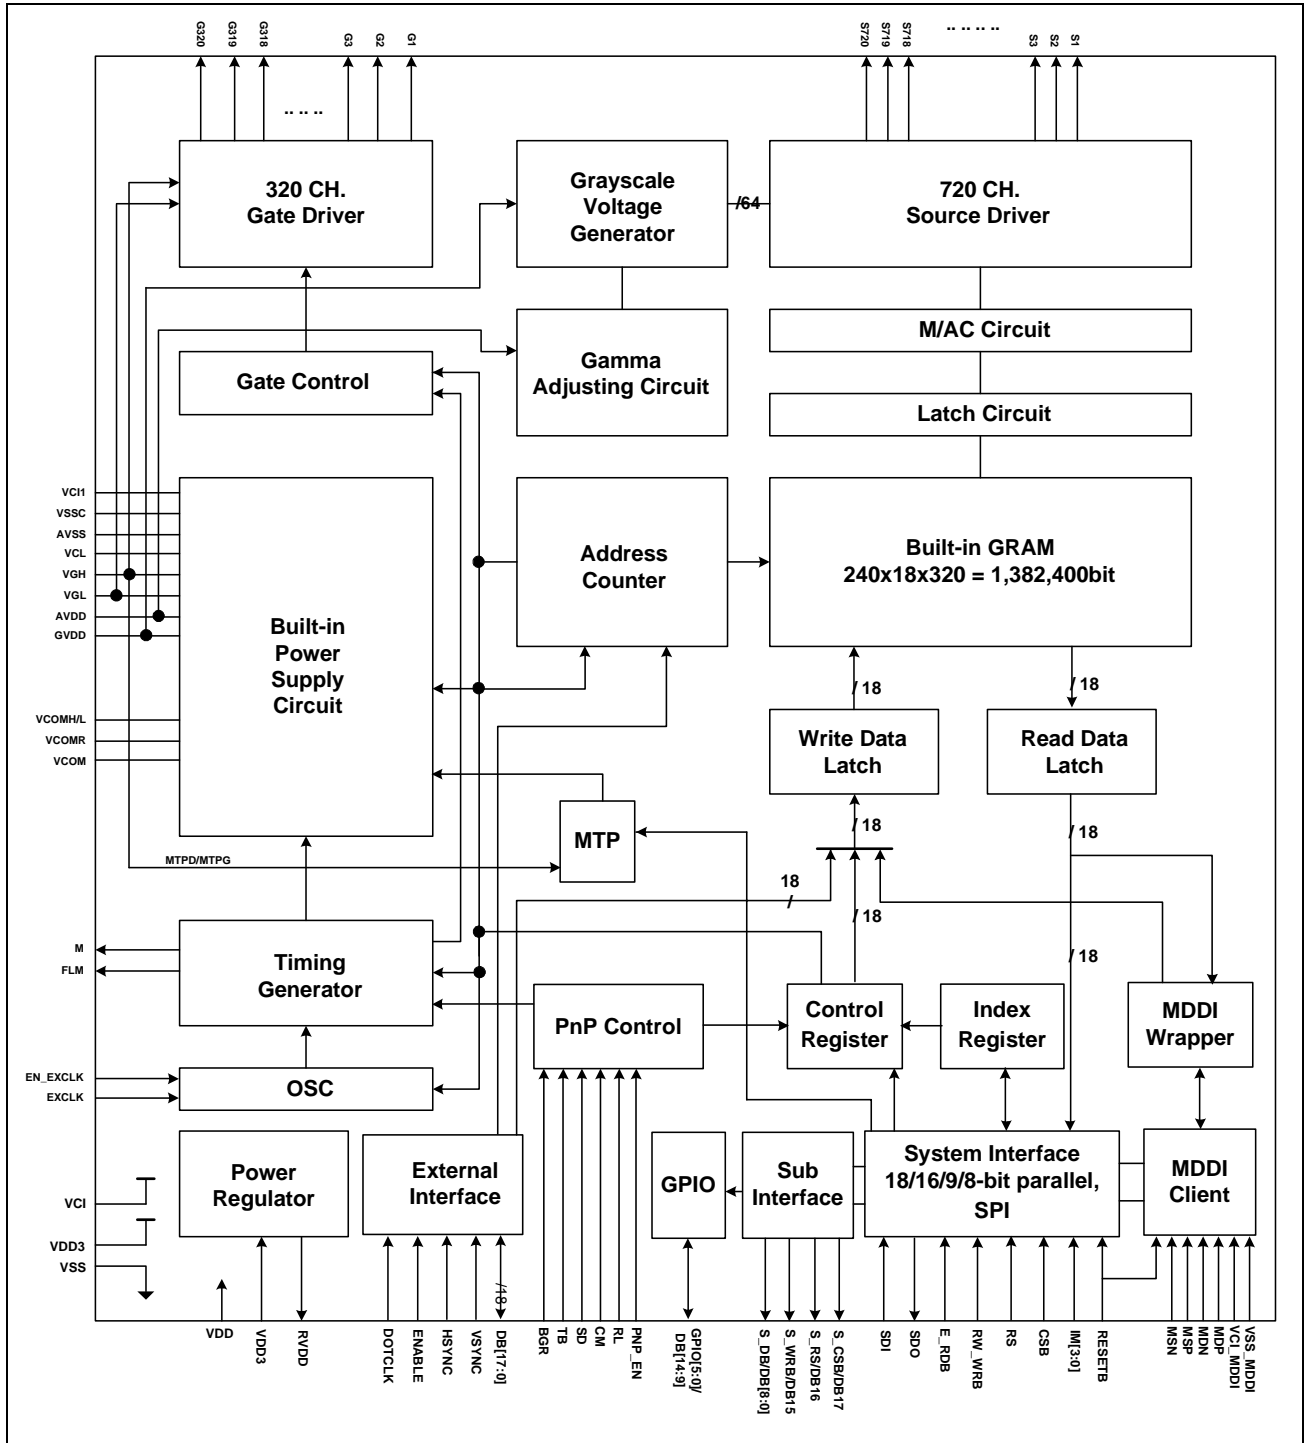 G320
G319
G318
G3
G2
G1
S720
S719
S718
.. .. .. ..
S3
S2
S1
.. .. ..
320 CH.
Gate Driver
Grayscale
Voltage
Generator
/64
720 CH.
Source Driver
M/AC Circuit
Gate Control
Gamma
Adjusting Circuit
Latch Circuit
VCI1
VSSC
AVSS
VCL
VGH
VGL
AVDD
GVDD
VCOMH/L
VCOMR
VCOM
Built-in
Power
Supply
Circuit
Address
Counter
Built-in GRAM
240x18x320 = 1,382,400bit
/ 18
/ 18
Write Data
Latch
Read Data
Latch
MTP
MTPD/MTPG
/ 18
/ 18
18
/
/ 18
/ 18
M
FLM
Timing
Generator
PnP Control
Control
Register
Index
Register
MDDI
Wrapper
EN_EXCLK
EXCLK
OSC
VCI
VDD3
VSS
Power
Regulator
External
Interface
GPIO
Sub
Interface
System Interface
18/16/9/8-bit parallel,
SPI
MDDI
Client
/18
VDD
VDD3
RVDD
DOTCLK
ENABLE
HSYNC
VSYNC
DB[17:0]
BGR
TB
SD
CM
RL
PNP_EN
GPIO[5:0]/
DB[14:9]
S_DB/DB[8:0]
S_WRB/DB15
S_RS/DB16
S_CSB/DB17
SDI
SDO
E_RDB
RW_WRB
RS
CSB
IM[3:0]
RESETB
MSN
MSP
MDN
MDP
VCI_MDDI
VSS_MDDI